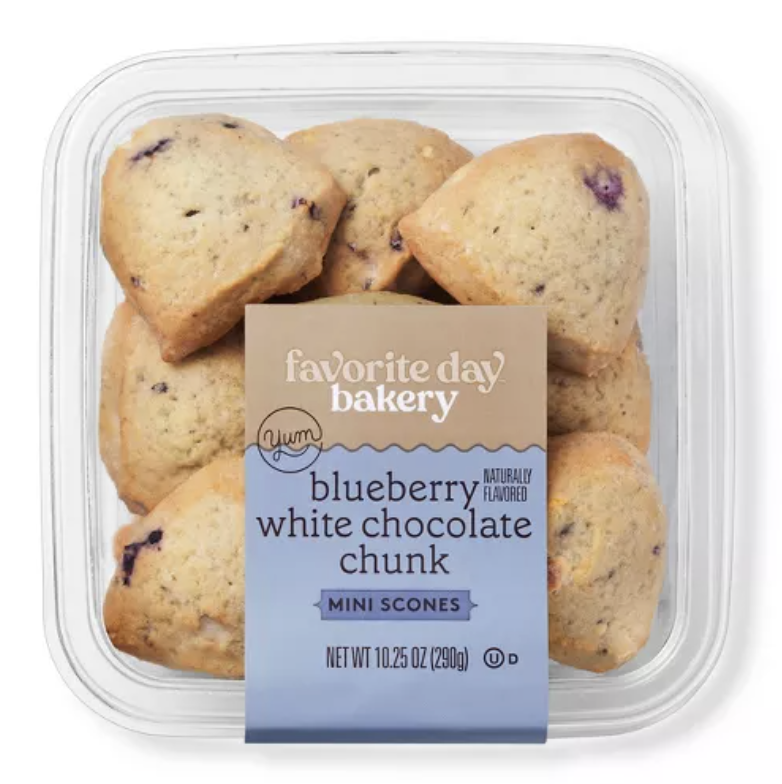 favorite day
bakery
yum
blueberry NATURALLY FLAVORED
white chocolate
chunk
MINI SCONES
NET WT 10.25 OZ (290g) U D